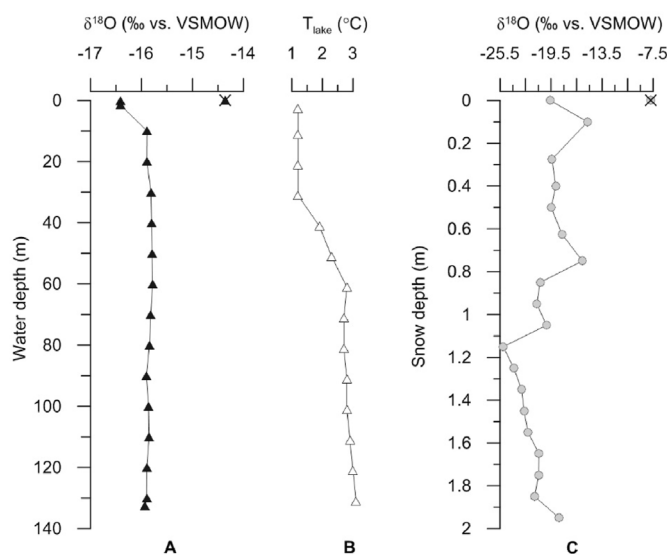 δ¹⁸O (‰ vs. VSMOW)
-17 -16 -15 -14
0
20
40
60
80
100
120
140
Water depth (m)
A
T lake (°C)
1 2 3
B
δ¹⁸O (‰ vs. VSMOW)
-25.5 -19.5 -13.5 -7.5
0
0.2
0.4
0.6
0.8
1
1.2
1.4
1.6
1.8
2
Snow depth (m)
C